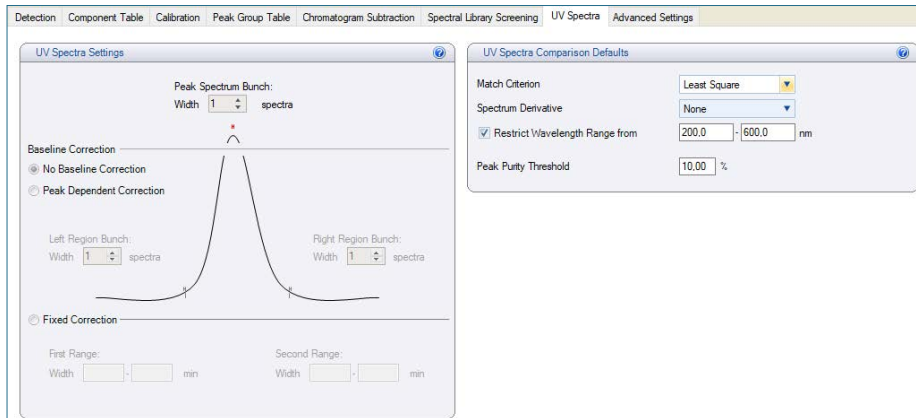 Detection Component Table Calibration Peak Group Table Chromatogram Subtraction Spectral Library Screening UV Spectra Advanced Settings
UV Spectra Settings
Peak Spectrum Bunch:
Width 1 spectra
*
Baseline Correction
No Baseline Correction
Peak Dependent Correction
Left Region Bunch:
Width 1 spectra
Right Region Bunch:
Width 1 spectra
Fixed Correction
First Range:
Width - min
Second Range:
Width - min
UV Spectra Comparison Defaults
Match Criterion Least Square
Spectrum Derivative None
Restrict Wavelength Range from 200,0 - 600,0 nm
Peak Purity Threshold 10,00 %